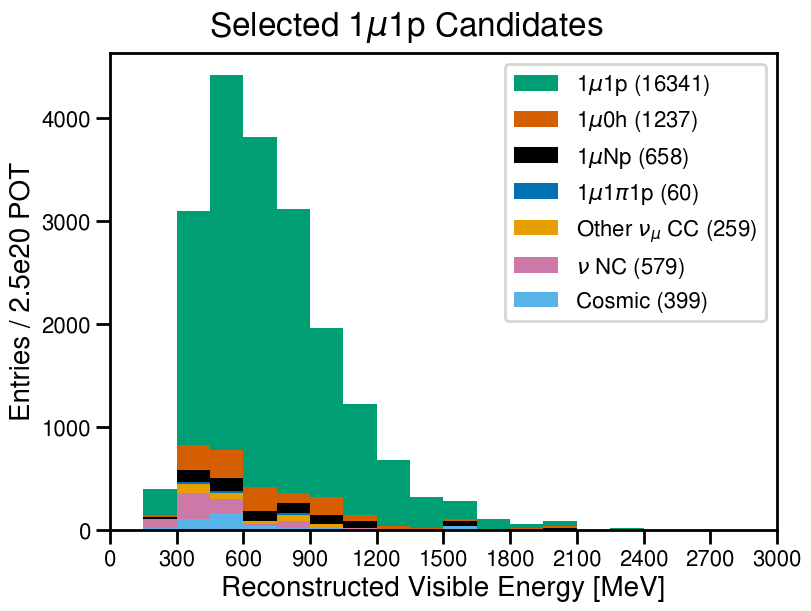 Selected 1μ1p Candidates
Entries / 2.5e20 POT
4000
3000
2000
1000
0
1μ1p (16341)
1μ0h (1237)
1μNp (658)
1μ1π1p (60)
Other νμ CC (259)
ν NC (579)
Cosmic (399)
0 300 600 900 1200 1500 1800 2100 2400 2700 3000
Reconstructed Visible Energy [MeV]